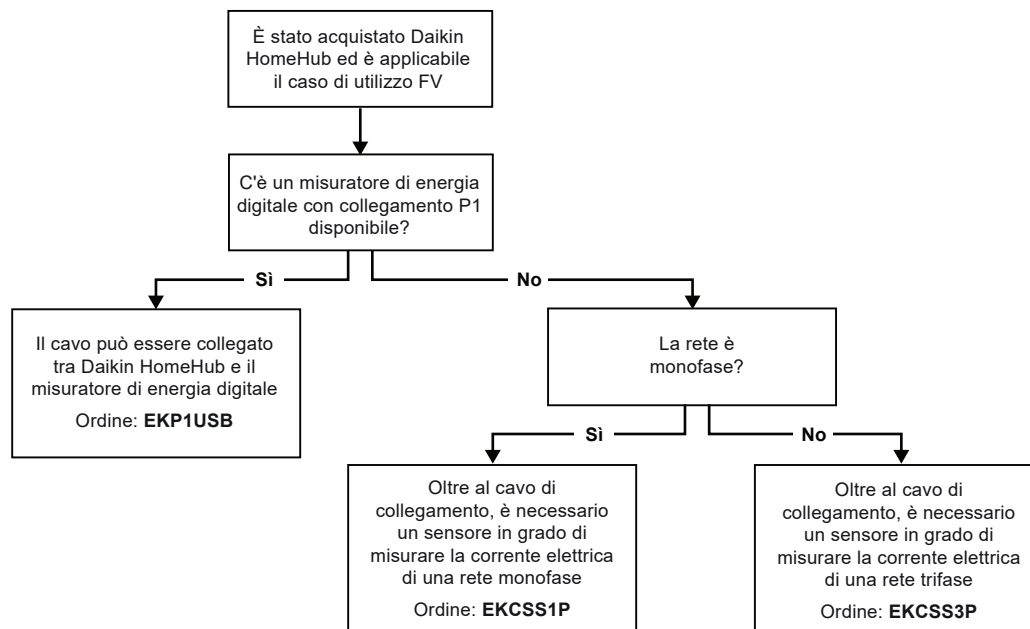 È stato acquistato Daikin
HomeHub ed è applicabile
il caso di utilizzo FV
C'è un misuratore di energia
digitale con collegamento P1
disponibile?
Sì
No
Il cavo può essere collegato
tra Daikin HomeHub e il
misuratore di energia digitale
Ordine: EKP1USB
La rete è
monofase?
Sì
No
Oltre al cavo di
collegamento, è necessario
un sensore in grado di
misurare la corrente elettrica
di una rete monofase
Ordine: EKCSS1P
Oltre al cavo di
collegamento, è necessario
un sensore in grado di
misurare la corrente elettrica
di una rete trifase
Ordine: EKCSS3P